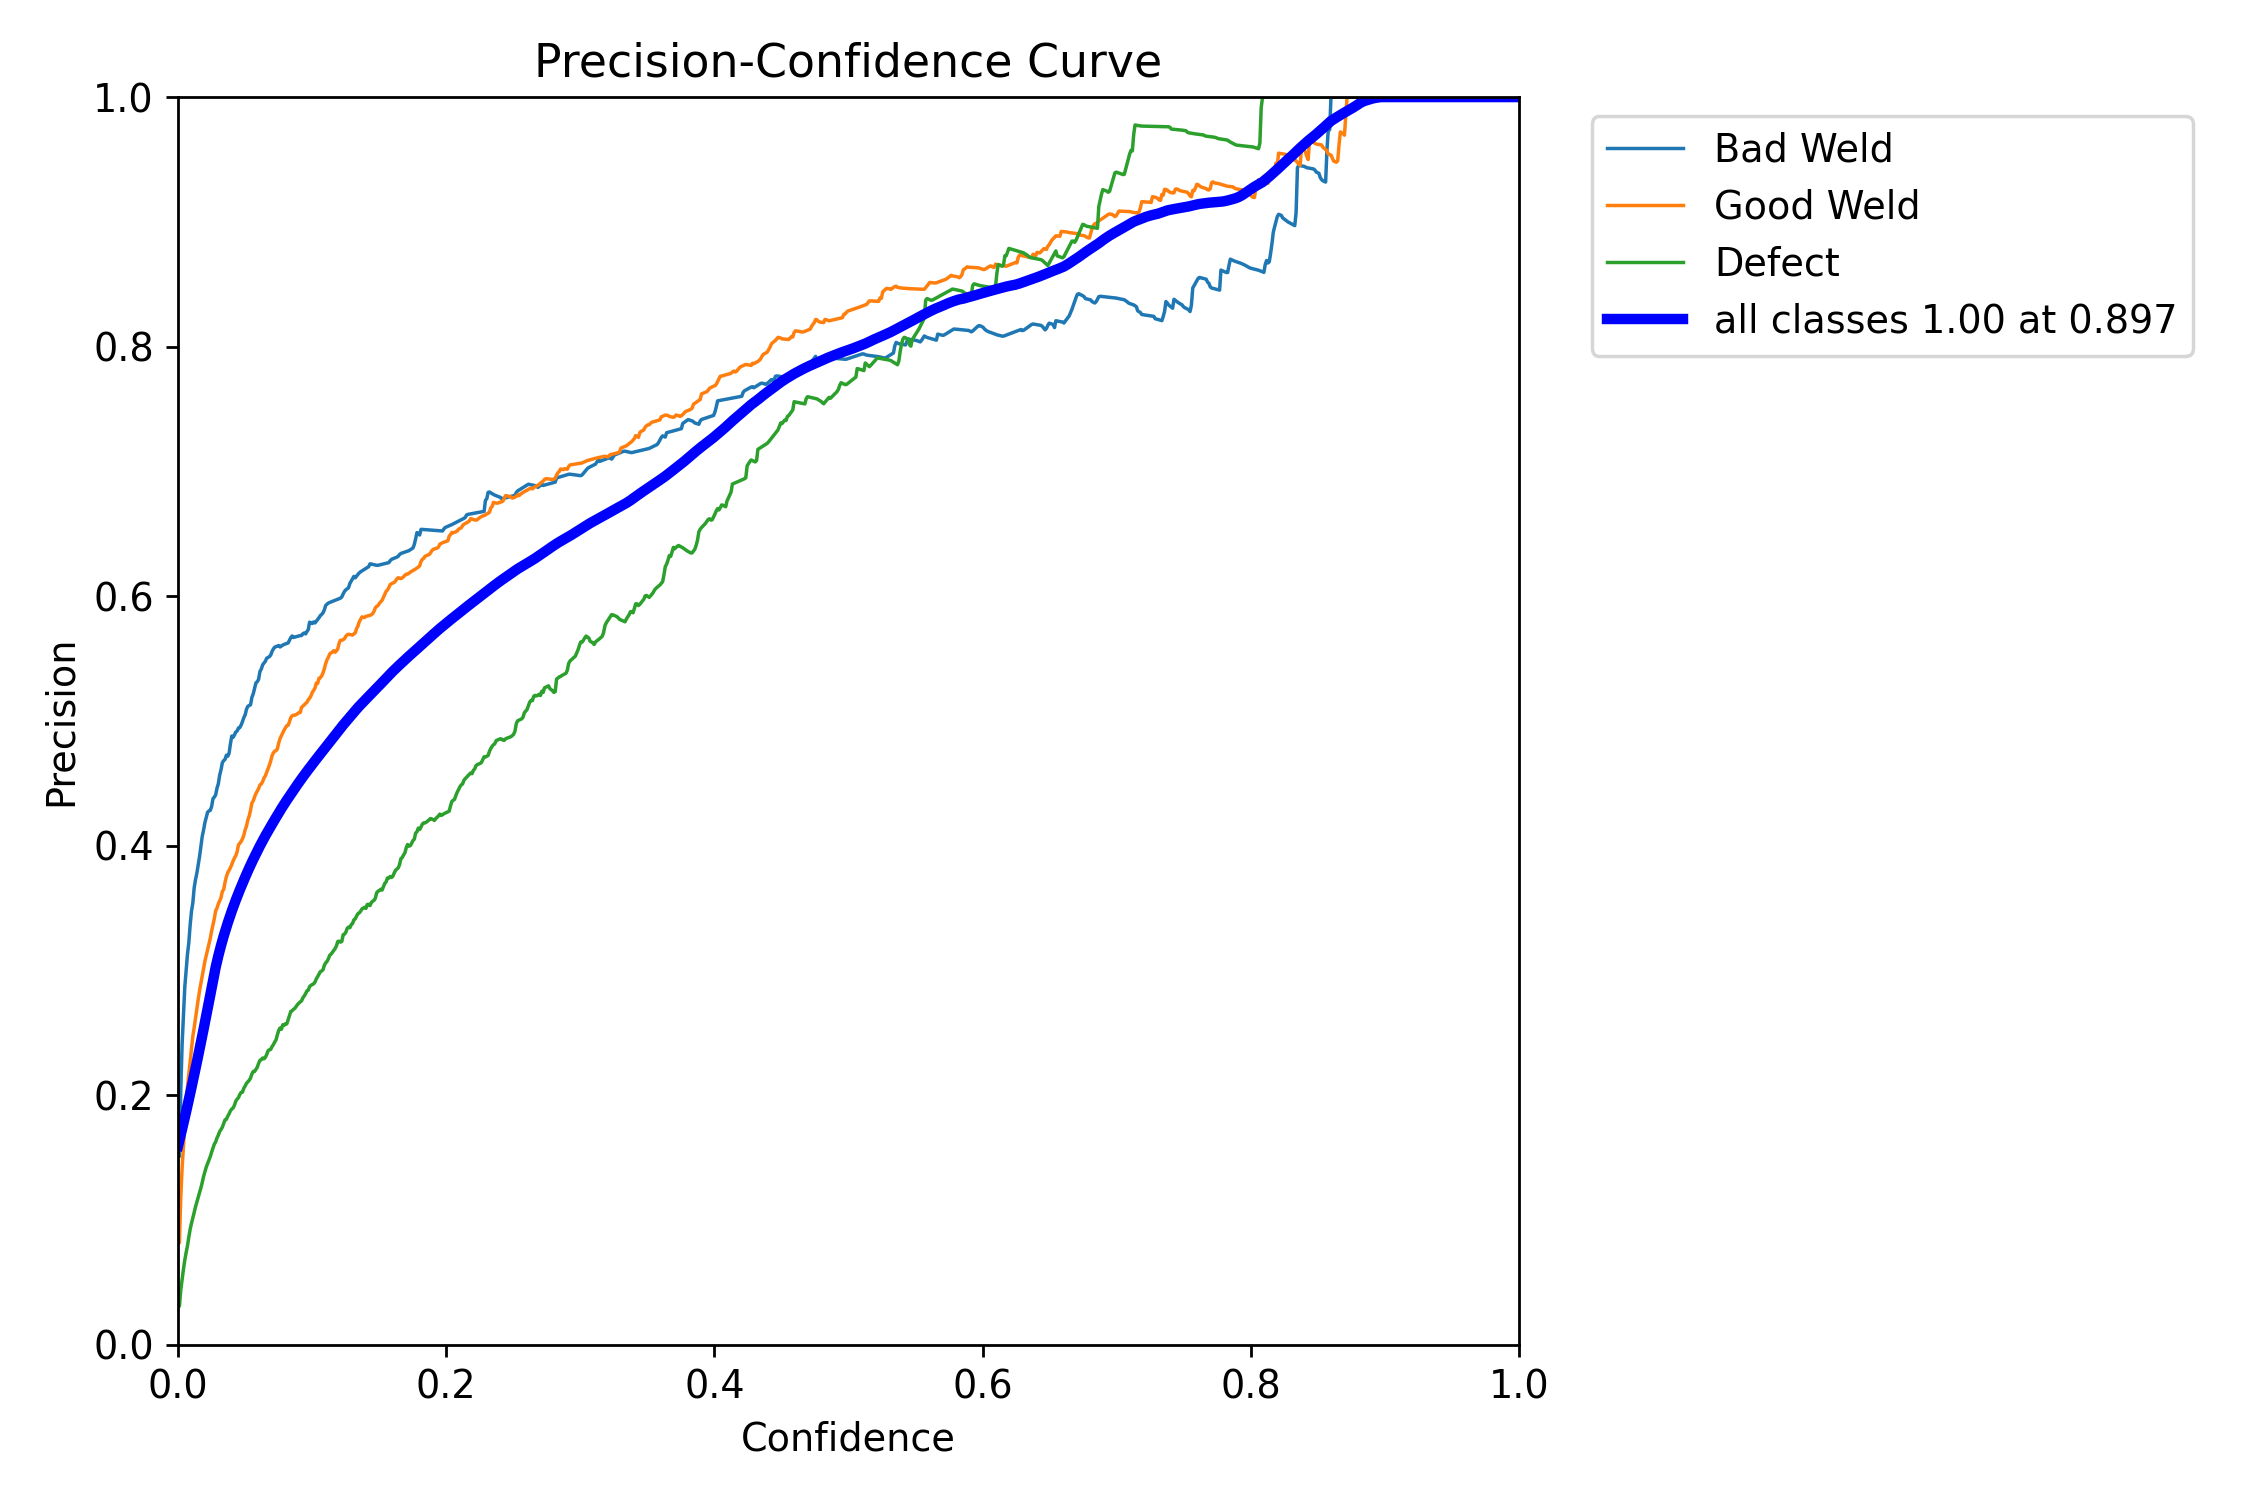 Precision-Confidence Curve
1.0
0.8
0.6
0.4
0.2
0.0
Precision
0.0 0.2 0.4 0.6 0.8 1.0
Confidence
Bad Weld
Good Weld
Defect
all classes 1.00 at 0.897